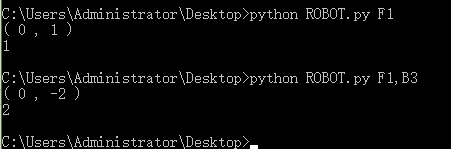 C:\Users\Administrator\Desktop>python ROBOT.py F1
( 0 , 1 )
1
C:\Users\Administrator\Desktop>python ROBOT.py F1,B3
( 0 , -2 )
2
C:\Users\Administrator\Desktop>